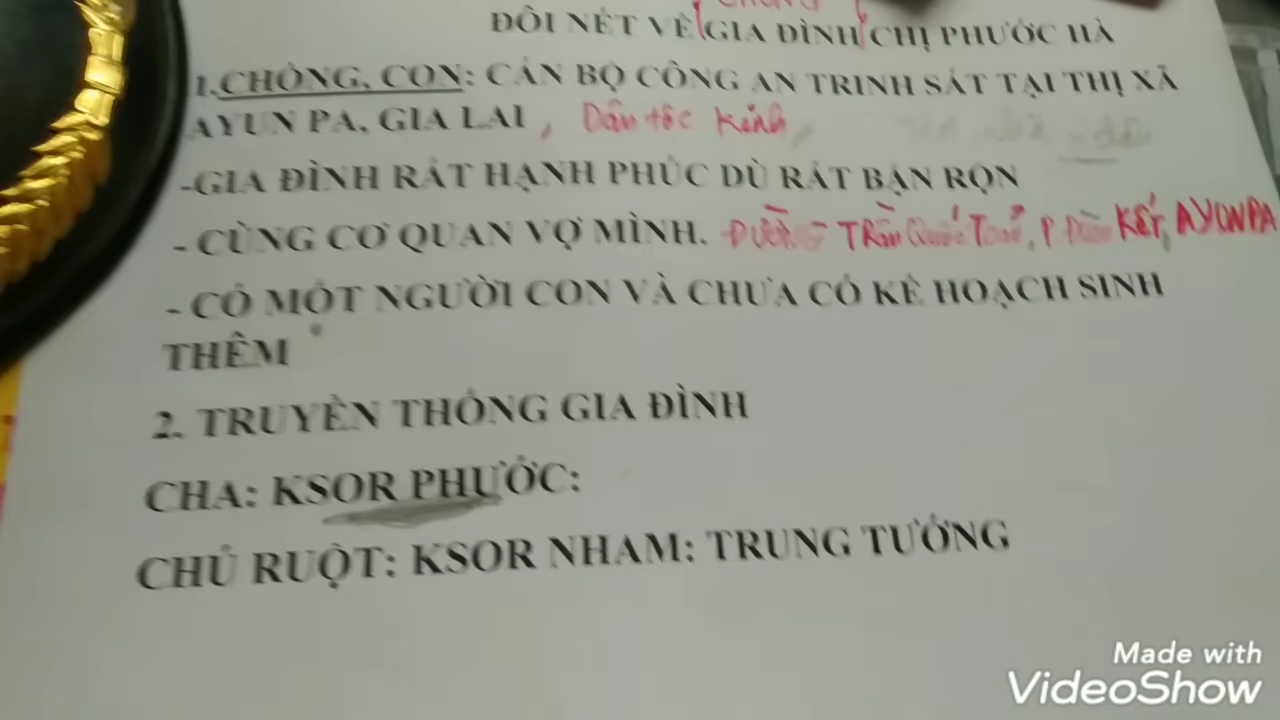 ĐÔI NÉT VỀ GIA ĐÌNH CHỊ PHƯỚC HÀ
1.CHỒNG, CON: CÁN BỘ CÔNG AN TRINH SÁT TẠI THỊ XÃ
AYUN PA, GIA LAI, Dân tộc Kinh,
-GIA ĐÌNH RẤT HẠNH PHÚC DÙ RẤT BẬN RỘN
- CÙNG CƠ QUAN VỢ MÌNH. ĐƯỜNG TRẦN Quốc Toản, P. Đoàn KẾT, AYUNPA
- CÓ MỘT NGƯỜI CON VÀ CHƯA CÓ KẾ HOẠCH SINH
THÊM
2. TRUYỀN THỐNG GIA ĐÌNH
CHA: KSOR PHƯỚC:
CHÚ RUỘT: KSOR NHAM: TRUNG TƯỚNG
Made with
VideoShow